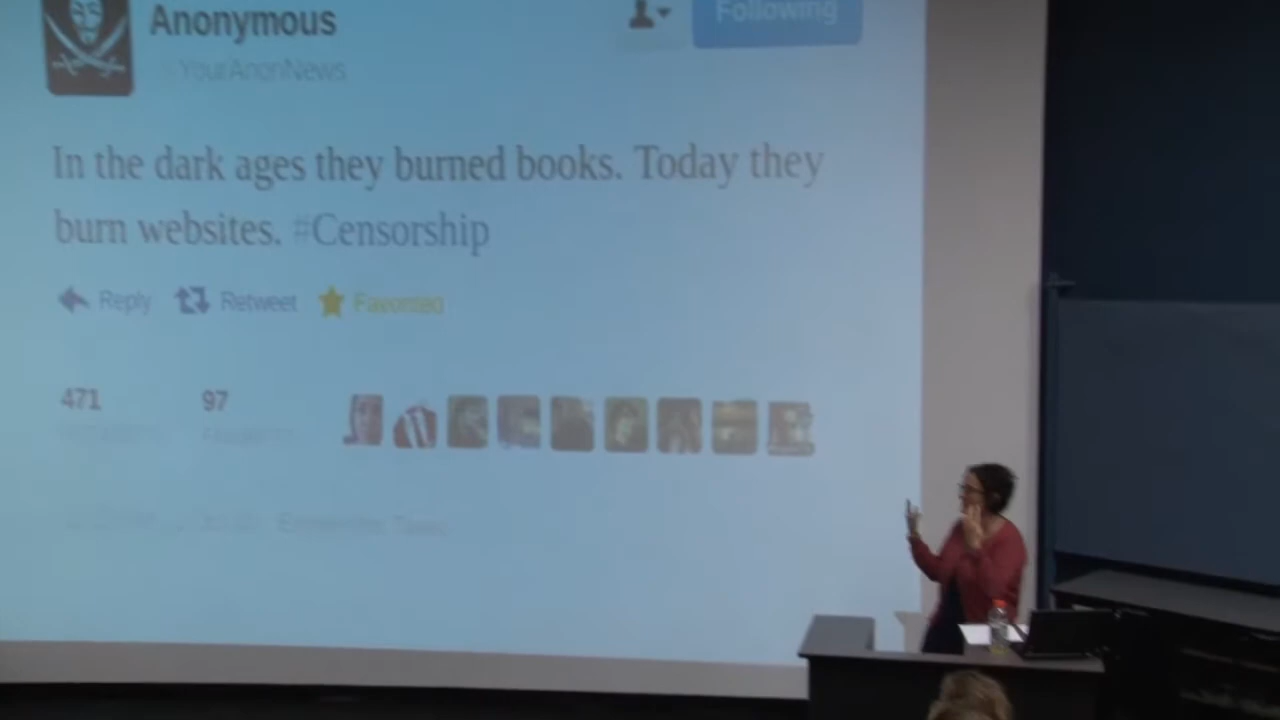 Anonymous
Following
@YourAnonNews
In the dark ages they burned books. Today they
burn websites. #Censorship
Reply Retweet Favorited
471 97